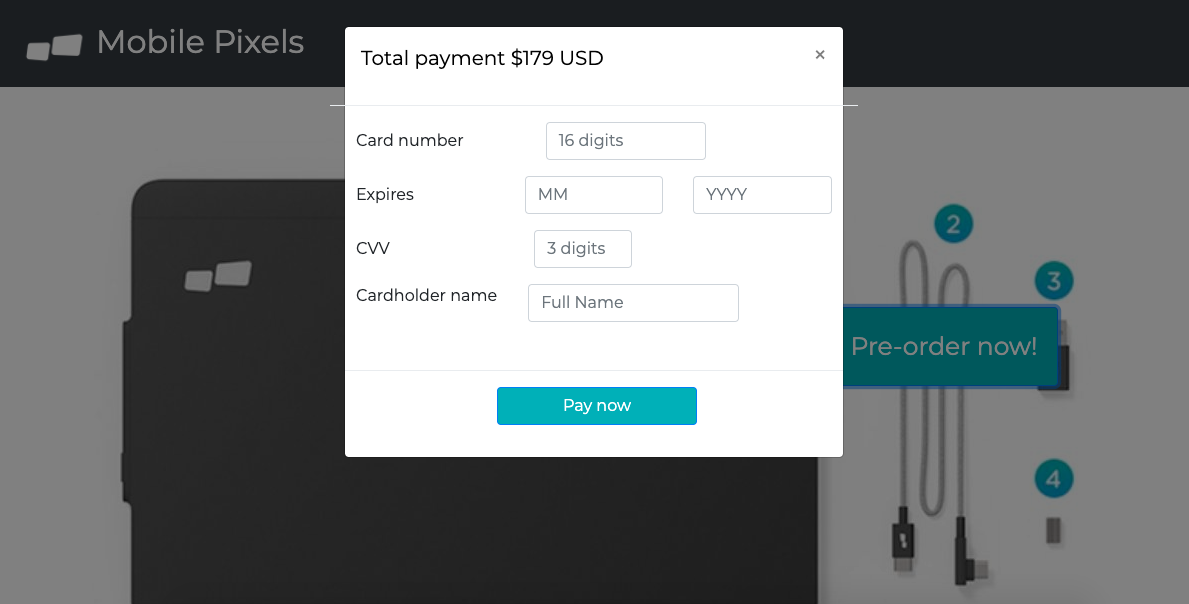 Mobile Pixels
Total payment $179 USD
×
Card number
16 digits
Expires
MM
YYYY
CVV
3 digits
Cardholder name
Full Name
Pay now
2
3
Pre-order now!
4